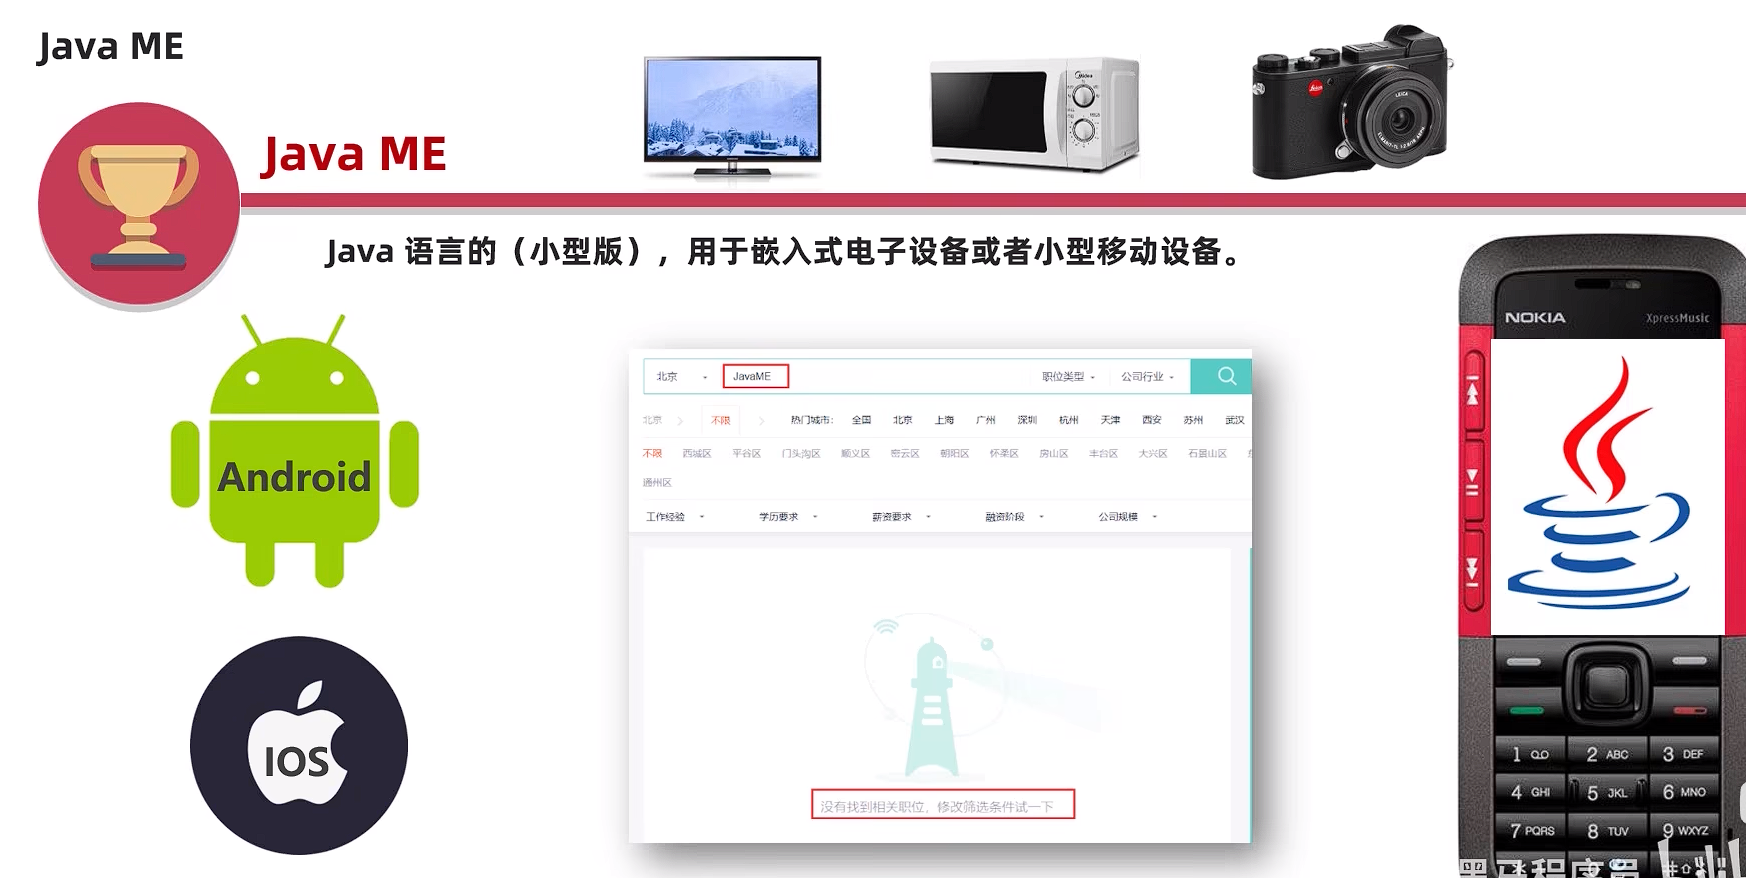 Java ME
Java ME
Java 语言的（小型版），用于嵌入式电子设备或者小型移动设备。
Android
IOS
北京
JavaME
职位类型
公司行业
北京 不限 热门城市： 全国 北京 上海 广州 深圳 杭州 天津 西安 苏州 武汉
不限 西城区 平谷区 门头沟区 顺义区 密云区 朝阳区 怀柔区 房山区 丰台区 大兴区 石景山区
通州区
工作经验 学历要求 薪资要求 融资阶段 公司规模
没有找到相关职位，修改筛选条件试一下
Midea
Leica
LEICA
NOKIA
XpressMusic
1
2 ABC
3 DEF
4 GHI
5 JKL
6 MNO
7 PQRS
8 TUV
9 WXYZ
黑马程序员